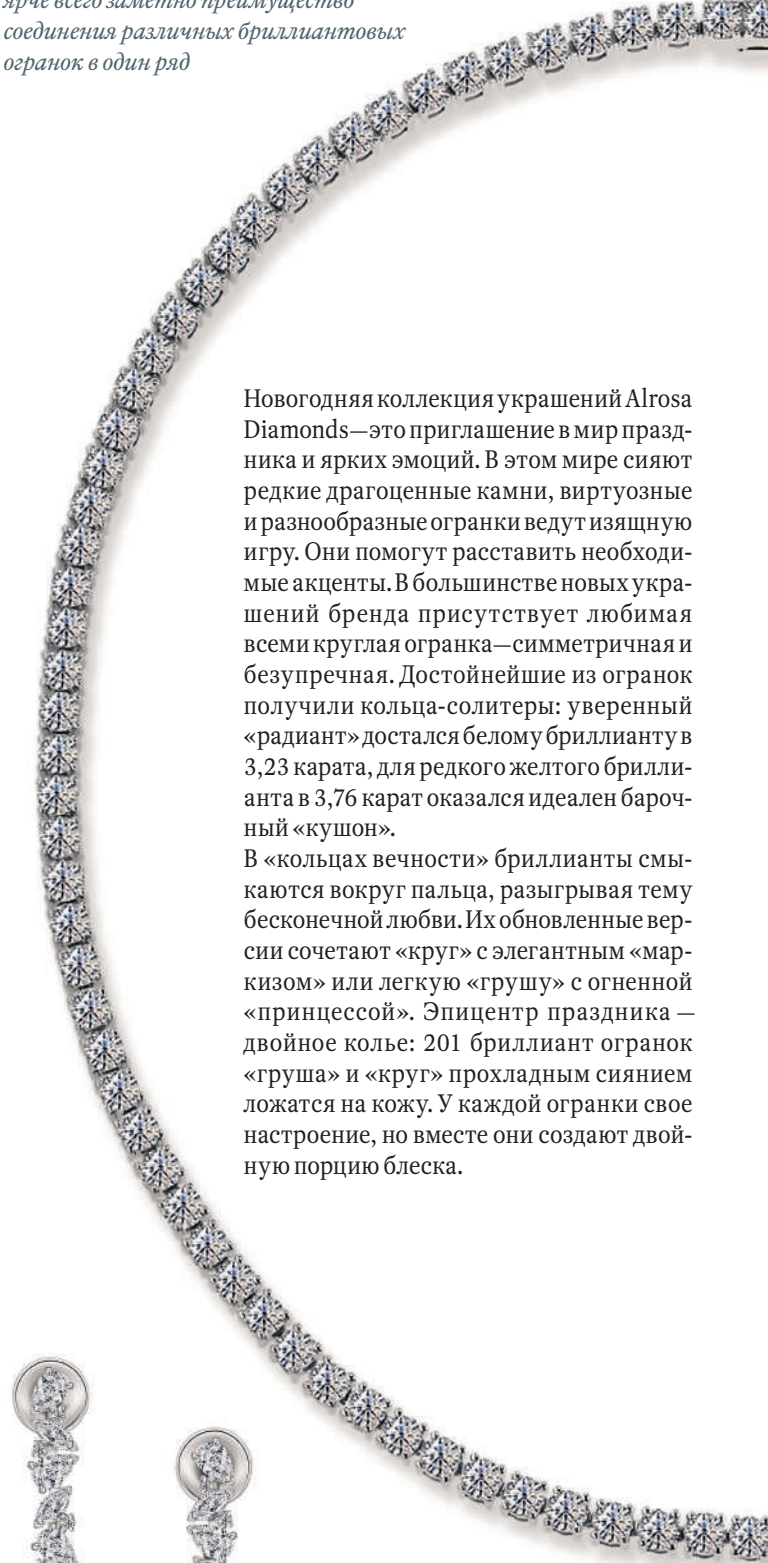 ярче всего заметно преимущество
соединения различных бриллиантовых
огранок в один ряд
Новогодняя коллекция украшений Alrosa
Diamonds—это приглашение в мир празд-
ника и ярких эмоций. В этом мире сияют
редкие драгоценные камни, виртуозные
и разнообразные огранки ведут изящную
игру. Они помогут расставить необходи-
мые акценты. В большинстве новых укра-
шений бренда присутствует любимая
всеми круглая огранка—симметричная и
безупречная. Достойнейшие из огранок
получили кольца-солитеры: уверенный
«радиант» достался белому бриллианту в
3,23 карата, для редкого желтого брилли-
анта в 3,76 карат оказался идеален бароч-
ный «кушон».
В «кольцах вечности» бриллианты смы-
каются вокруг пальца, разыгрывая тему
бесконечной любви. Их обновленные вер-
сии сочетают «круг» с элегантным «мар-
кизом» или легкую «грушу» с огненной
«принцессой». Эпицентр праздника —
двойное колье: 201 бриллиант огранок
«груша» и «круг» прохладным сиянием
ложатся на кожу. У каждой огранки свое
настроение, но вместе они создают двой-
ную порцию блеска.